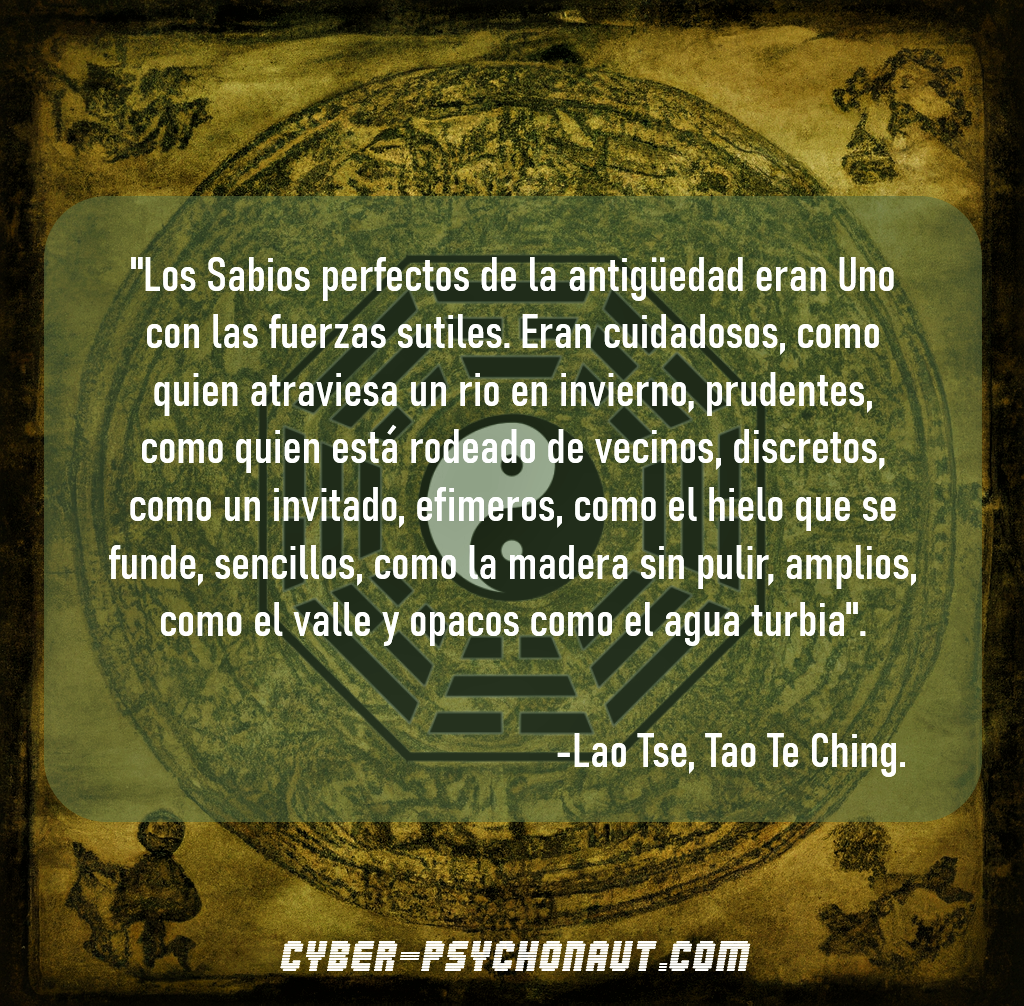 "Los Sabios perfectos de la antigüedad eran Uno
con las fuerzas sutiles. Eran cuidadosos, como
quien atraviesa un rio en invierno, prudentes,
como quien está rodeado de vecinos, discretos,
como un invitado, efimeros, como el hielo que se
funde, sencillos, como la madera sin pulir, amplios,
como el valle y opacos como el agua turbia".
-Lao Tse, Tao Te Ching.
CYBER-PSYCHONAUT.COM